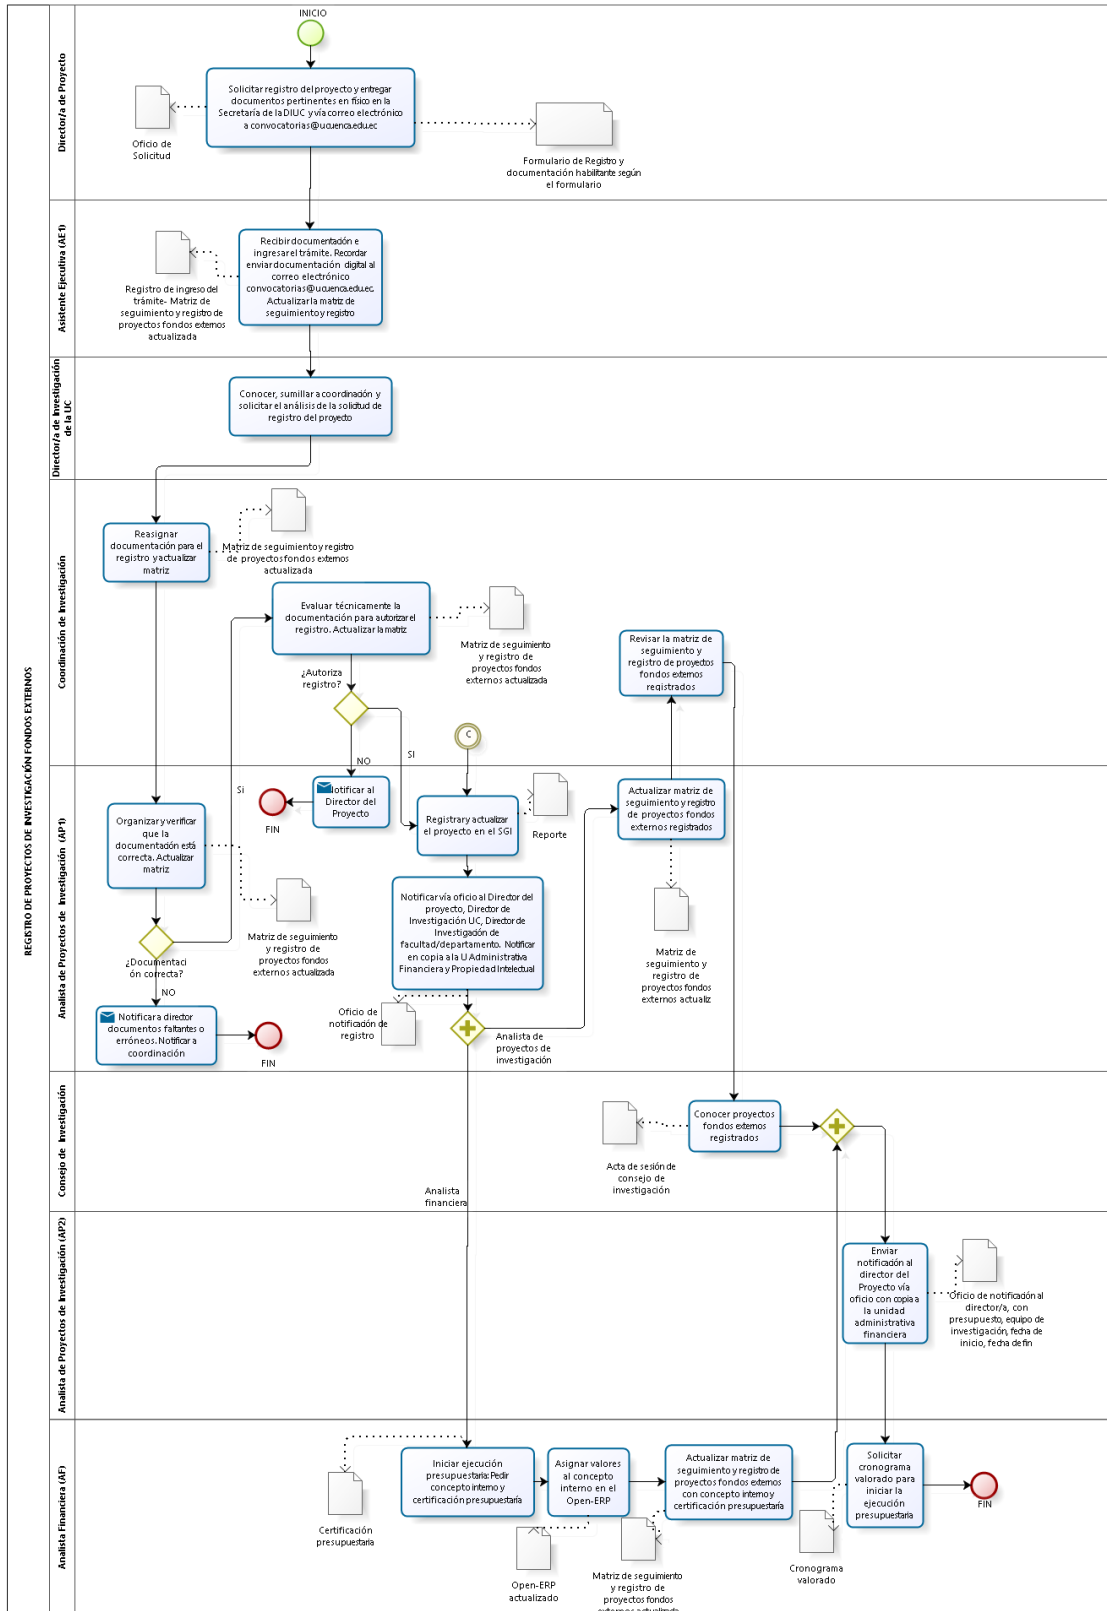 REGISTRO DE PROYECTOS DE INVESTIGACIÓN FONDOS EXTERNOS
Director/a de Proyecto
INICIO
Solicitar registro del proyecto y entregar
documentos pertinentes en físico en la
Secretaría de la DIUC y vía correo electrónico
a convocatorias@ucuenca.edu.ec
Oficio de
Solicitud
Formulario de Registro y
documentación habilitante según
el formulario
Asistente Ejecutiva (AE1)
Recibir documentación e
ingresar el trámite. Recordar
enviar documentación digital al
correo electrónico
convocatorias@ucuenca.edu.ec.
Actualizar la matriz de
seguimiento y registro
Registro de ingreso del
trámite- Matriz de
seguimiento y registro de
proyectos fondos externos
actualizada
Director/a de Investigación
de la UC
Conocer, sumillar a coordinación y
solicitar el análisis de la solicitud de
registro del proyecto
Coordinación de Investigación
Reasignar
documentación para el
registro y actualizar
matriz
Matriz de seguimiento y registro
de proyectos fondos externos
actualizada
Evaluar técnicamente la
documentación para autorizar el
registro. Actualizar la matriz
Matriz de seguimiento
y registro de
proyectos fondos
externos actualizada
¿Autoriza
registro?
SI
NO
C
Revisar la matriz de
seguimiento y
registro de proyectos
fondos externos
registrados
Analista de Proyectos de Investigación (AP1)
Organizar y verificar
que la
documentación está
correcta. Actualizar
matriz
Si
Matriz de seguimiento
y registro de
proyectos fondos
externos actualizada
¿Documentaci
ón correcta?
NO
Notificar a director
documentos faltantes o
erróneos. Notificar a
coordinación
FIN
Notificar al
Director del
Proyecto
FIN
Registrar y actualizar
el proyecto en el SGI
Reporte
Notificar vía oficio al Director del
proyecto, Director de
Investigación UC, Director de
Investigación de
facultad/departamento. Notificar
en copia a la U Administrativa
Financiera y Propiedad Intelectual
Oficio de
notificación de
registro
Analista de
proyectos de
investigación
Actualizar matriz de
seguimiento y registro
de proyectos fondos
externos registrados
Matriz de
seguimiento y
registro de
proyectos fondos
externos actualiz
Consejo de Investigación
Conocer proyectos
fondos externos
registrados
Acta de sesión de
consejo de
investigación
Analista
financiera
Analista de Proyectos de Investigación (AP2)
Enviar
notificación al
director del
Proyecto vía
oficio con copia a
la unidad
administrativa
financiera
Oficio de notificación al
director/a, con
presupuesto, equipo de
investigación, fecha de
inicio, fecha de fin
Analista Financiera (AF)
Iniciar ejecución
presupuestaria: Pedir
concepto interno y
certificación presupuestaría
Certificación
presupuestaria
Asignar valores
al concepto
interno en el
Open-ERP
Open-ERP
actualizado
Actualizar matriz de
seguimiento y registro de
proyectos fondos externos
con concepto interno y
certificación presupuestaría
Matriz de seguimiento
y registro de
proyectos fondos
externos actualizada
Solicitar
cronograma
valorado para
iniciar la
ejecución
presupuestaria
Cronograma
valorado
FIN